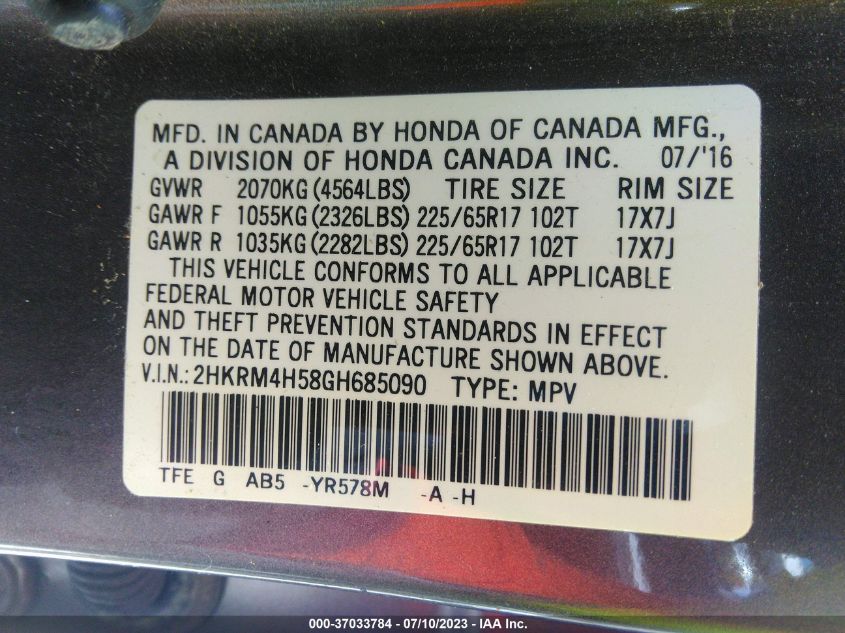 MFD. IN CANADA BY HONDA OF CANADA MFG.,
A DIVISION OF HONDA CANADA INC. 07/'16
GVWR 2070KG (4564LBS) TIRE SIZE RIM SIZE
GAWR F 1055KG (2326LBS) 225/65R17 102T 17X7J
GAWR R 1035KG (2282LBS) 225/65R17 102T 17X7J
THIS VEHICLE CONFORMS TO ALL APPLICABLE
FEDERAL MOTOR VEHICLE SAFETY
AND THEFT PREVENTION STANDARDS IN EFFECT
ON THE DATE OF MANUFACTURE SHOWN ABOVE.
V.I.N.: 2HKRM4H58GH685090 TYPE: MPV
TFE G AB5 -YR578M -A -H
000-37033784 - 07/10/2023 - IAA Inc.